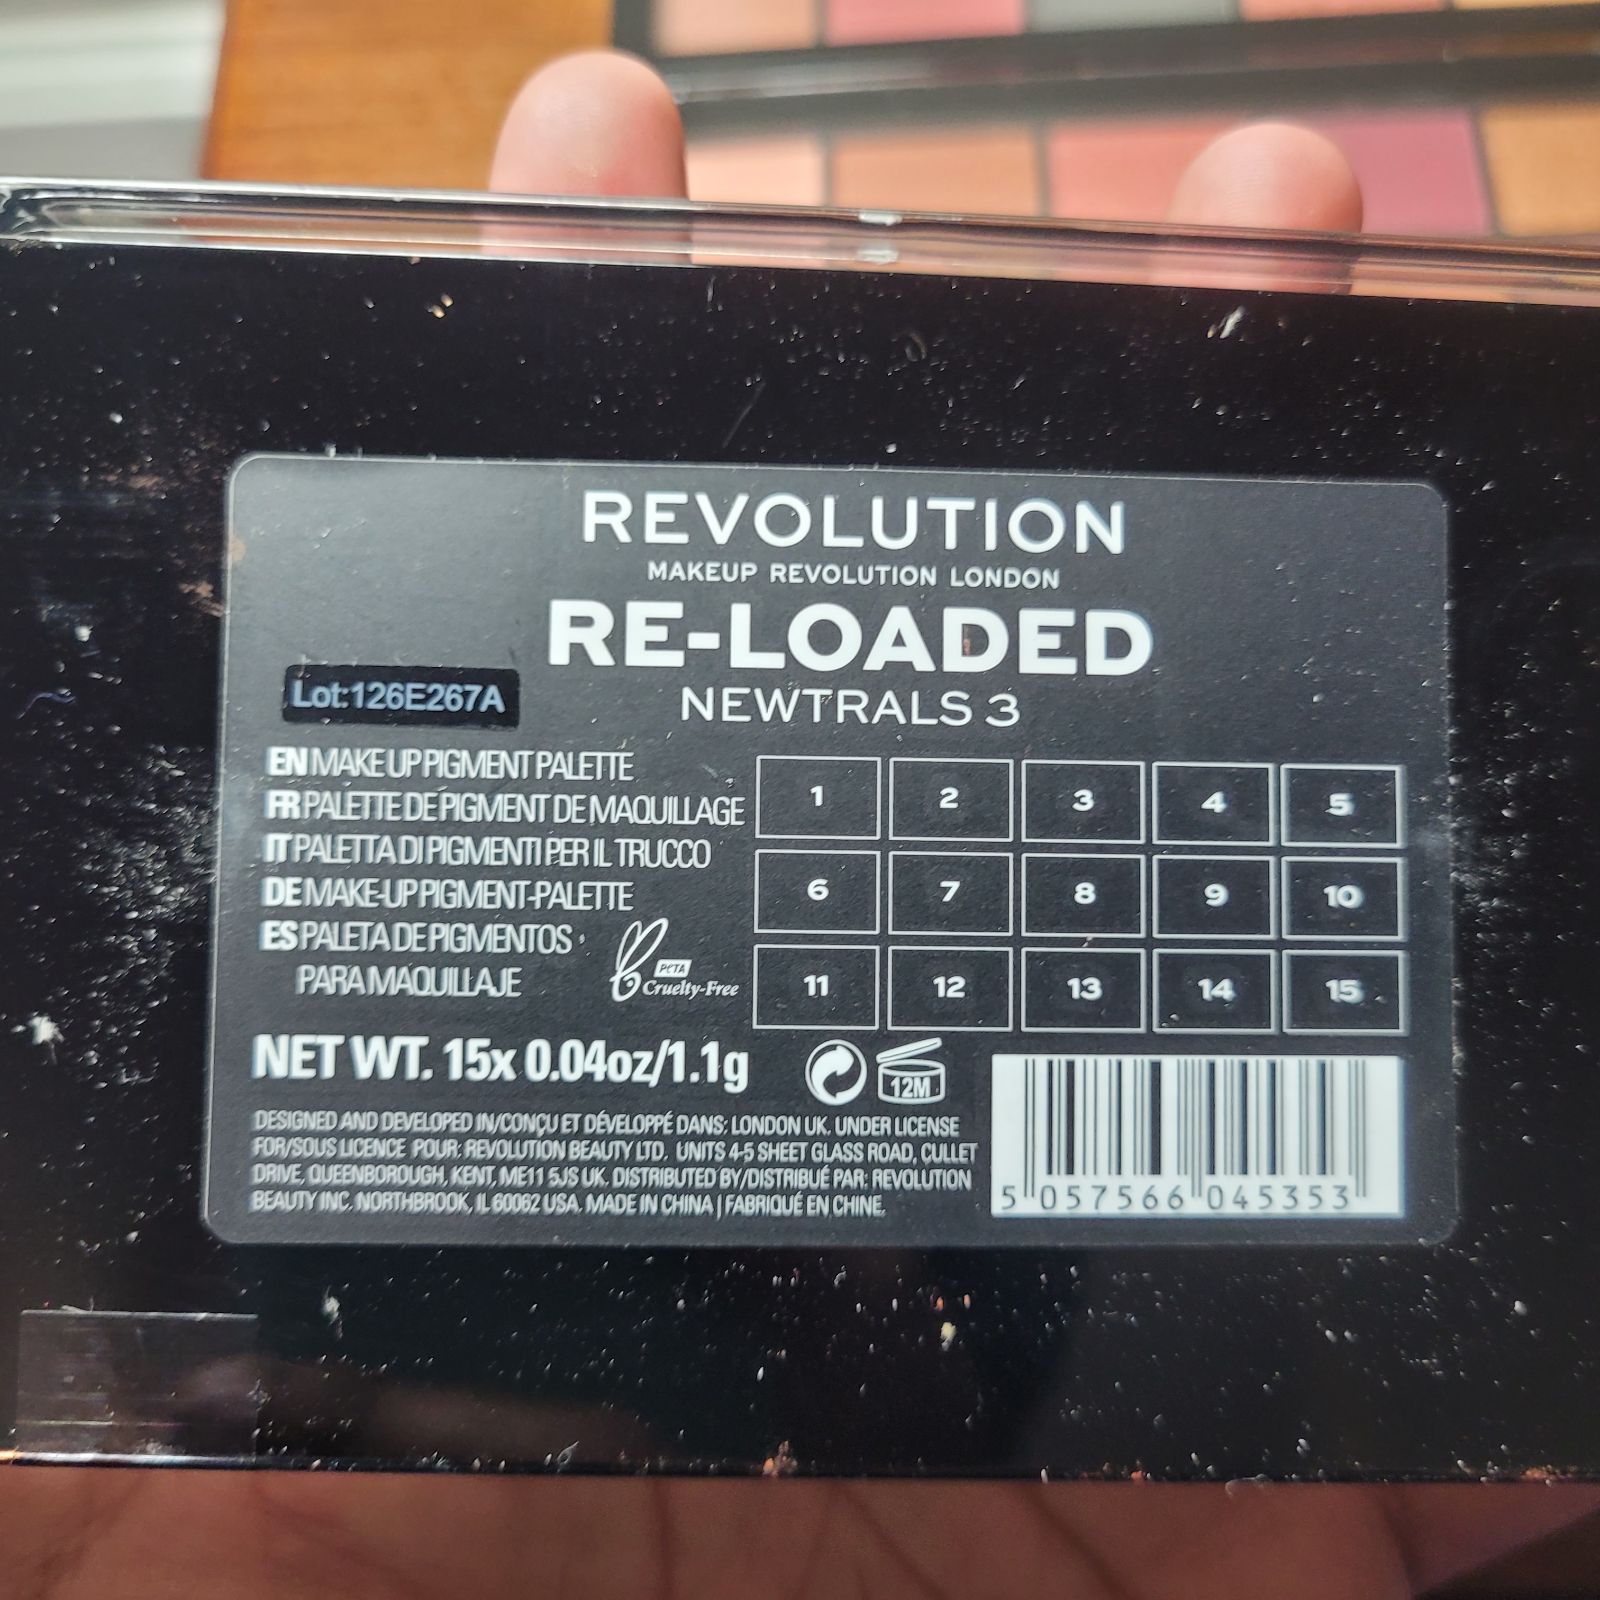 REVOLUTION
MAKEUP REVOLUTION LONDON
RE-LOADED
NEWTRALS 3
Lot:126E267A
EN MAKE UP PIGMENT PALETTE
FR PALETTE DE PIGMENT DE MAQUILLAGE
IT PALETTA DI PIGMENTI PER IL TRUCCO
DE MAKE-UP PIGMENT-PALETTE
ES PALETA DE PIGMENTOS
PARA MAQUILLAJE
PETA
Cruelty-Free
1 2 3 4 5
6 7 8 9 10
11 12 13 14 15
NET WT. 15x 0.04oz/1.1g
12M
DESIGNED AND DEVELOPED IN/CONÇU ET DÉVELOPPÉ DANS: LONDON UK. UNDER LICENSE
FOR/SOUS LICENCE POUR: REVOLUTION BEAUTY LTD. UNITS 4-5 SHEET GLASS ROAD, CULLET
DRIVE, QUEENBOROUGH, KENT, ME11 5JS UK. DISTRIBUTED BY/DISTRIBUÉ PAR: REVOLUTION
BEAUTY INC. NORTHBROOK, IL 60062 USA. MADE IN CHINA | FABRIQUÉ EN CHINE.
5 057566 045353